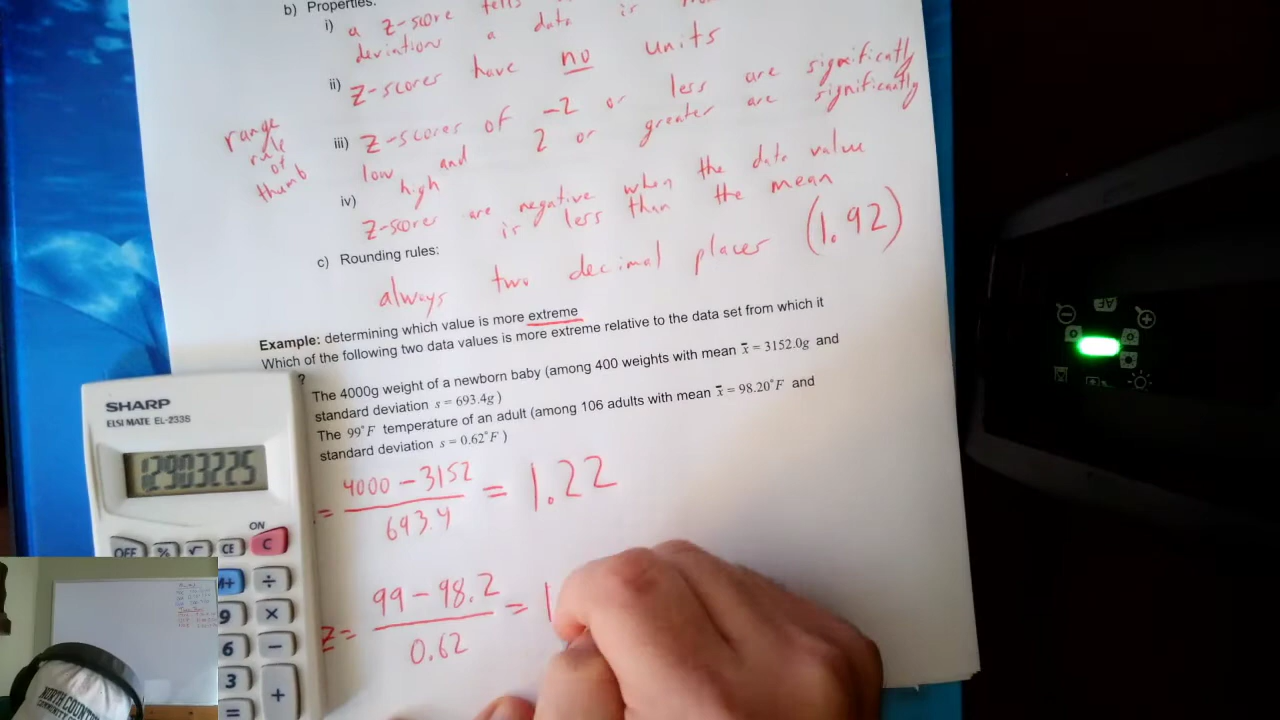 b) Properties:
i) a z-score tells
deviations a data is
ii) z-scores have no units
iii) z-scores of -2 or less are significantly
low and 2 or greater are significantly
high
range
rule
of
thumb
iv) z-scores are negative when the data value
is less than the mean
c) Rounding rules:
always two decimal places (1.92)
Example: determining which value is more extreme
Which of the following two data values is more extreme relative to the data set from which it
?
The 4000g weight of a newborn baby (among 400 weights with mean x̄ = 3152.0g and
standard deviation s = 693.4g )
The 99°F temperature of an adult (among 106 adults with mean x̄ = 98.20°F and
standard deviation s = 0.62°F )
= 4000 - 3152 / 693.4 = 1.22
z = 99 - 98.2 / 0.62 = 1
SHARP
ELSI MATE EL-233S
1.2903225
ON
OFF % √ CE C
M+ ÷
9 ×
6 −
3 +
=
AF
NORTH COUNT